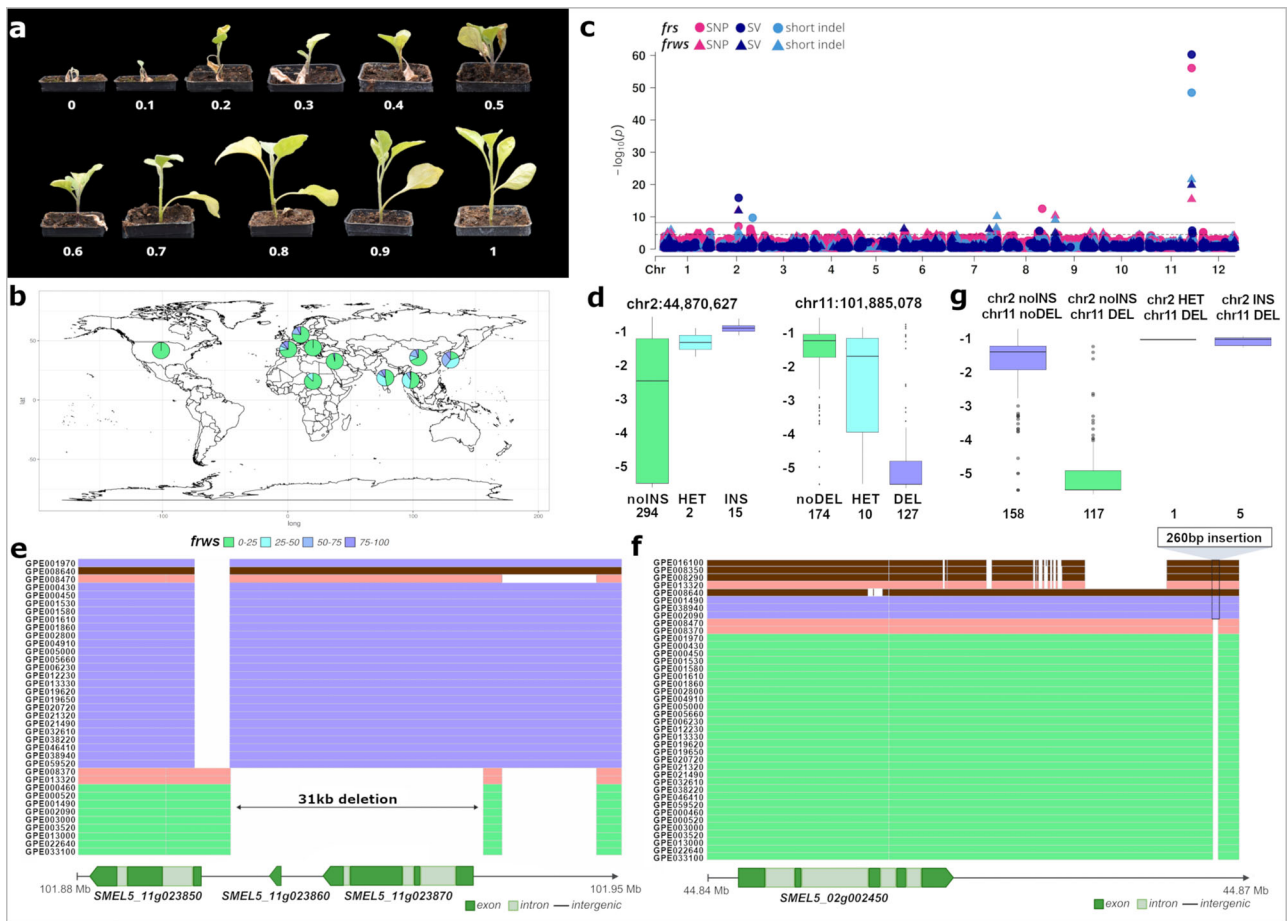 a
0 0.1 0.2 0.3 0.4 0.5
0.6 0.7 0.8 0.9 1
b
lat
50
0
-50
-100 0 100 200
long
frws 0-25 25-50 50-75 75-100
c
frs SNP SV short indel
frws SNP SV short indel
−log10(p)
60
50
40
30
20
10
0
Chr 1 2 3 4 5 6 7 8 9 10 11 12
d
chr2:44,870,627 chr11:101,885,078
-1
-2
-3
-4
-5
noINS HET INS
294 2 15
-1
-2
-3
-4
-5
noDEL HET DEL
174 10 127
g
chr2 noINS chr2 noINS chr2 HET chr2 INS
chr11 noDEL chr11 DEL chr11 DEL chr11 DEL
-1
-2
-3
-4
-5
158 117 1 5
e
GPE001970
GPE008640
GPE008470
GPE000430
GPE000450
GPE001530
GPE001580
GPE001610
GPE001860
GPE002800
GPE004910
GPE005000
GPE005660
GPE006230
GPE012230
GPE013330
GPE019620
GPE019650
GPE020720
GPE021320
GPE021490
GPE032610
GPE038220
GPE046410
GPE038940
GPE059520
GPE008370
GPE013320
GPE000460
GPE000520
GPE001490
GPE002090
GPE003000
GPE003520
GPE013000
GPE022640
GPE033100
31kb deletion
101.88 Mb SMEL5_11g023850 SMEL5_11g023860 SMEL5_11g023870 101.95 Mb
exon intron intergenic
f
260bp insertion
GPE016100
GPE008350
GPE008290
GPE013320
GPE008640
GPE001490
GPE038940
GPE002090
GPE008470
GPE008370
GPE001970
GPE000430
GPE000450
GPE001530
GPE001580
GPE001610
GPE001860
GPE002800
GPE004910
GPE005000
GPE005660
GPE006230
GPE012230
GPE013330
GPE019620
GPE019650
GPE020720
GPE021320
GPE021490
GPE032610
GPE038220
GPE046410
GPE059520
GPE000460
GPE000520
GPE003000
GPE003520
GPE013000
GPE022640
GPE033100
44.84 Mb SMEL5_02g002450 44.87 Mb
exon intron intergenic